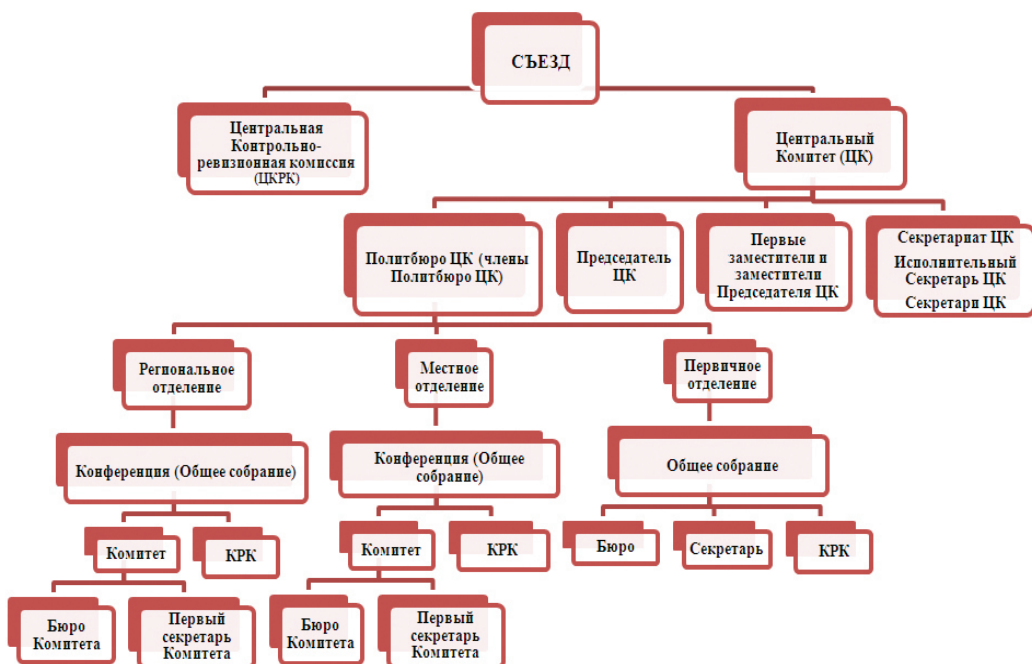 СЪЕЗД
Центральная
Контрольно-
ревизионная комиссия
(ЦКРК)
Центральный
Комитет (ЦК)
Политбюро ЦК (члены
Политбюро ЦК)
Председатель
ЦК
Первые
заместители и
заместители
Председателя ЦК
Секретариат ЦК
Исполнительный
Секретарь ЦК
Секретари ЦК
Региональное
отделение
Местное
отделение
Первичное
отделение
Конференция (Общее собрание)
Конференция (Общее
собрание)
Общее собрание
Комитет
КРК
Комитет
КРК
Бюро
Секретарь
КРК
Бюро
Комитета
Первый
секретарь
Комитета
Бюро
Комитета
Первый
секретарь
Комитета